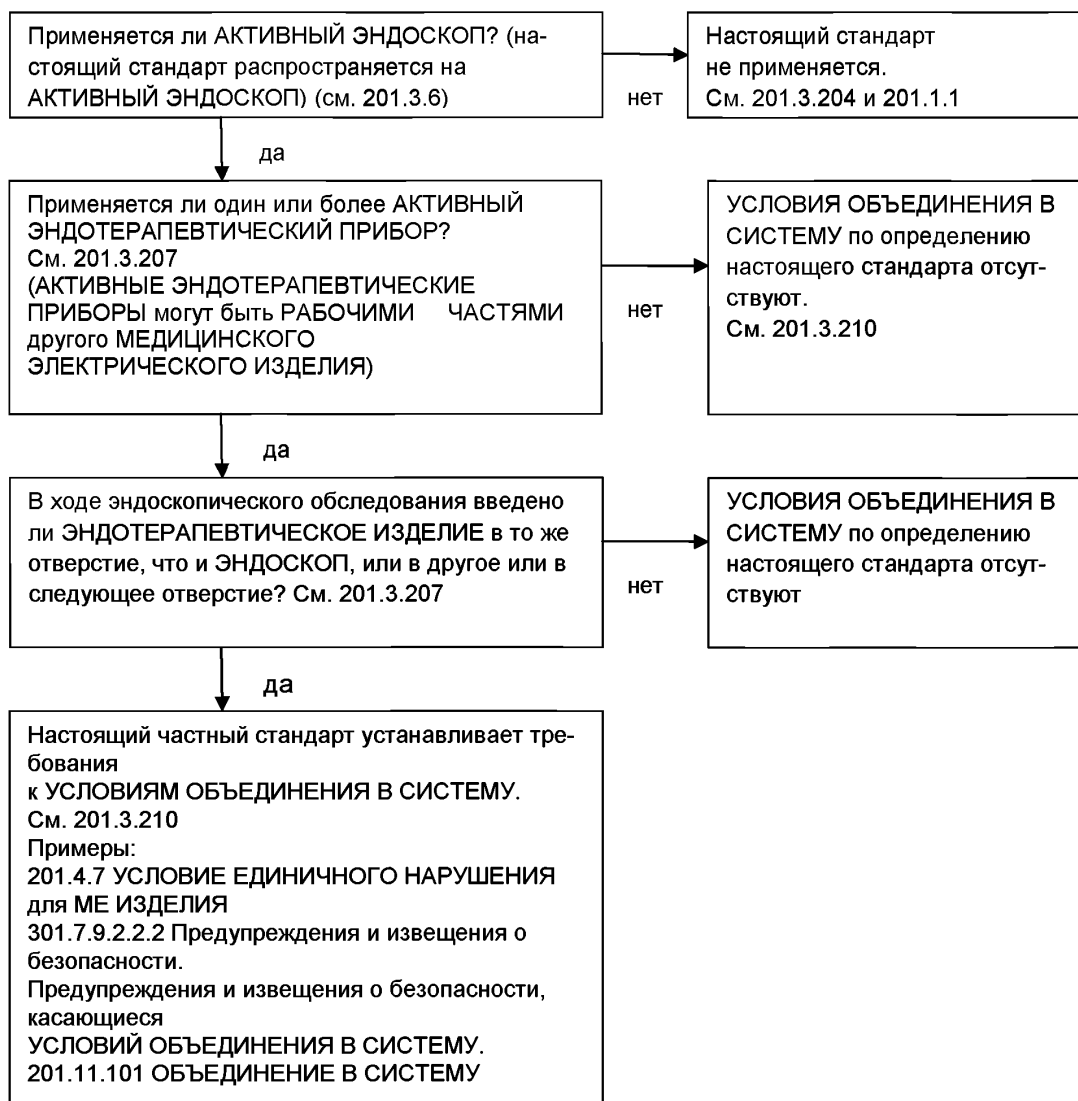 Применяется ли АКТИВНЫЙ ЭНДОСКОП? (на-
стоящий стандарт распространяется на
АКТИВНЫЙ ЭНДОСКОП) (см. 201.3.6)
нет
Настоящий стандарт
не применяется.
См. 201.3.204 и 201.1.1
да
Применяется ли один или более АКТИВНЫЙ
ЭНДОТЕРАПЕВТИЧЕСКИЙ ПРИБОР?
См. 201.3.207
(АКТИВНЫЕ ЭНДОТЕРАПЕВТИЧЕСКИЕ
ПРИБОРЫ могут быть РАБОЧИМИ ЧАСТЯМИ
другого МЕДИЦИНСКОГО
ЭЛЕКТРИЧЕСКОГО ИЗДЕЛИЯ)
нет
УСЛОВИЯ ОБЪЕДИНЕНИЯ В
СИСТЕМУ по определению
настоящего стандарта отсут-
ствуют.
См. 201.3.210
да
В ходе эндоскопического обследования введено
ли ЭНДОТЕРАПЕВТИЧЕСКОЕ ИЗДЕЛИЕ в то же
отверстие, что и ЭНДОСКОП, или в другое или в
следующее отверстие? См. 201.3.207
нет
УСЛОВИЯ ОБЪЕДИНЕНИЯ В
СИСТЕМУ по определению
настоящего стандарта отсут-
ствуют
да
Настоящий частный стандарт устанавливает тре-
бования
к УСЛОВИЯМ ОБЪЕДИНЕНИЯ В СИСТЕМУ.
См. 201.3.210
Примеры:
201.4.7 УСЛОВИЕ ЕДИНИЧНОГО НАРУШЕНИЯ
для МЕ ИЗДЕЛИЯ
301.7.9.2.2.2 Предупреждения и извещения о
безопасности.
Предупреждения и извещения о безопасности,
касающиеся
УСЛОВИЙ ОБЪЕДИНЕНИЯ В СИСТЕМУ.
201.11.101 ОБЪЕДИНЕНИЕ В СИСТЕМУ